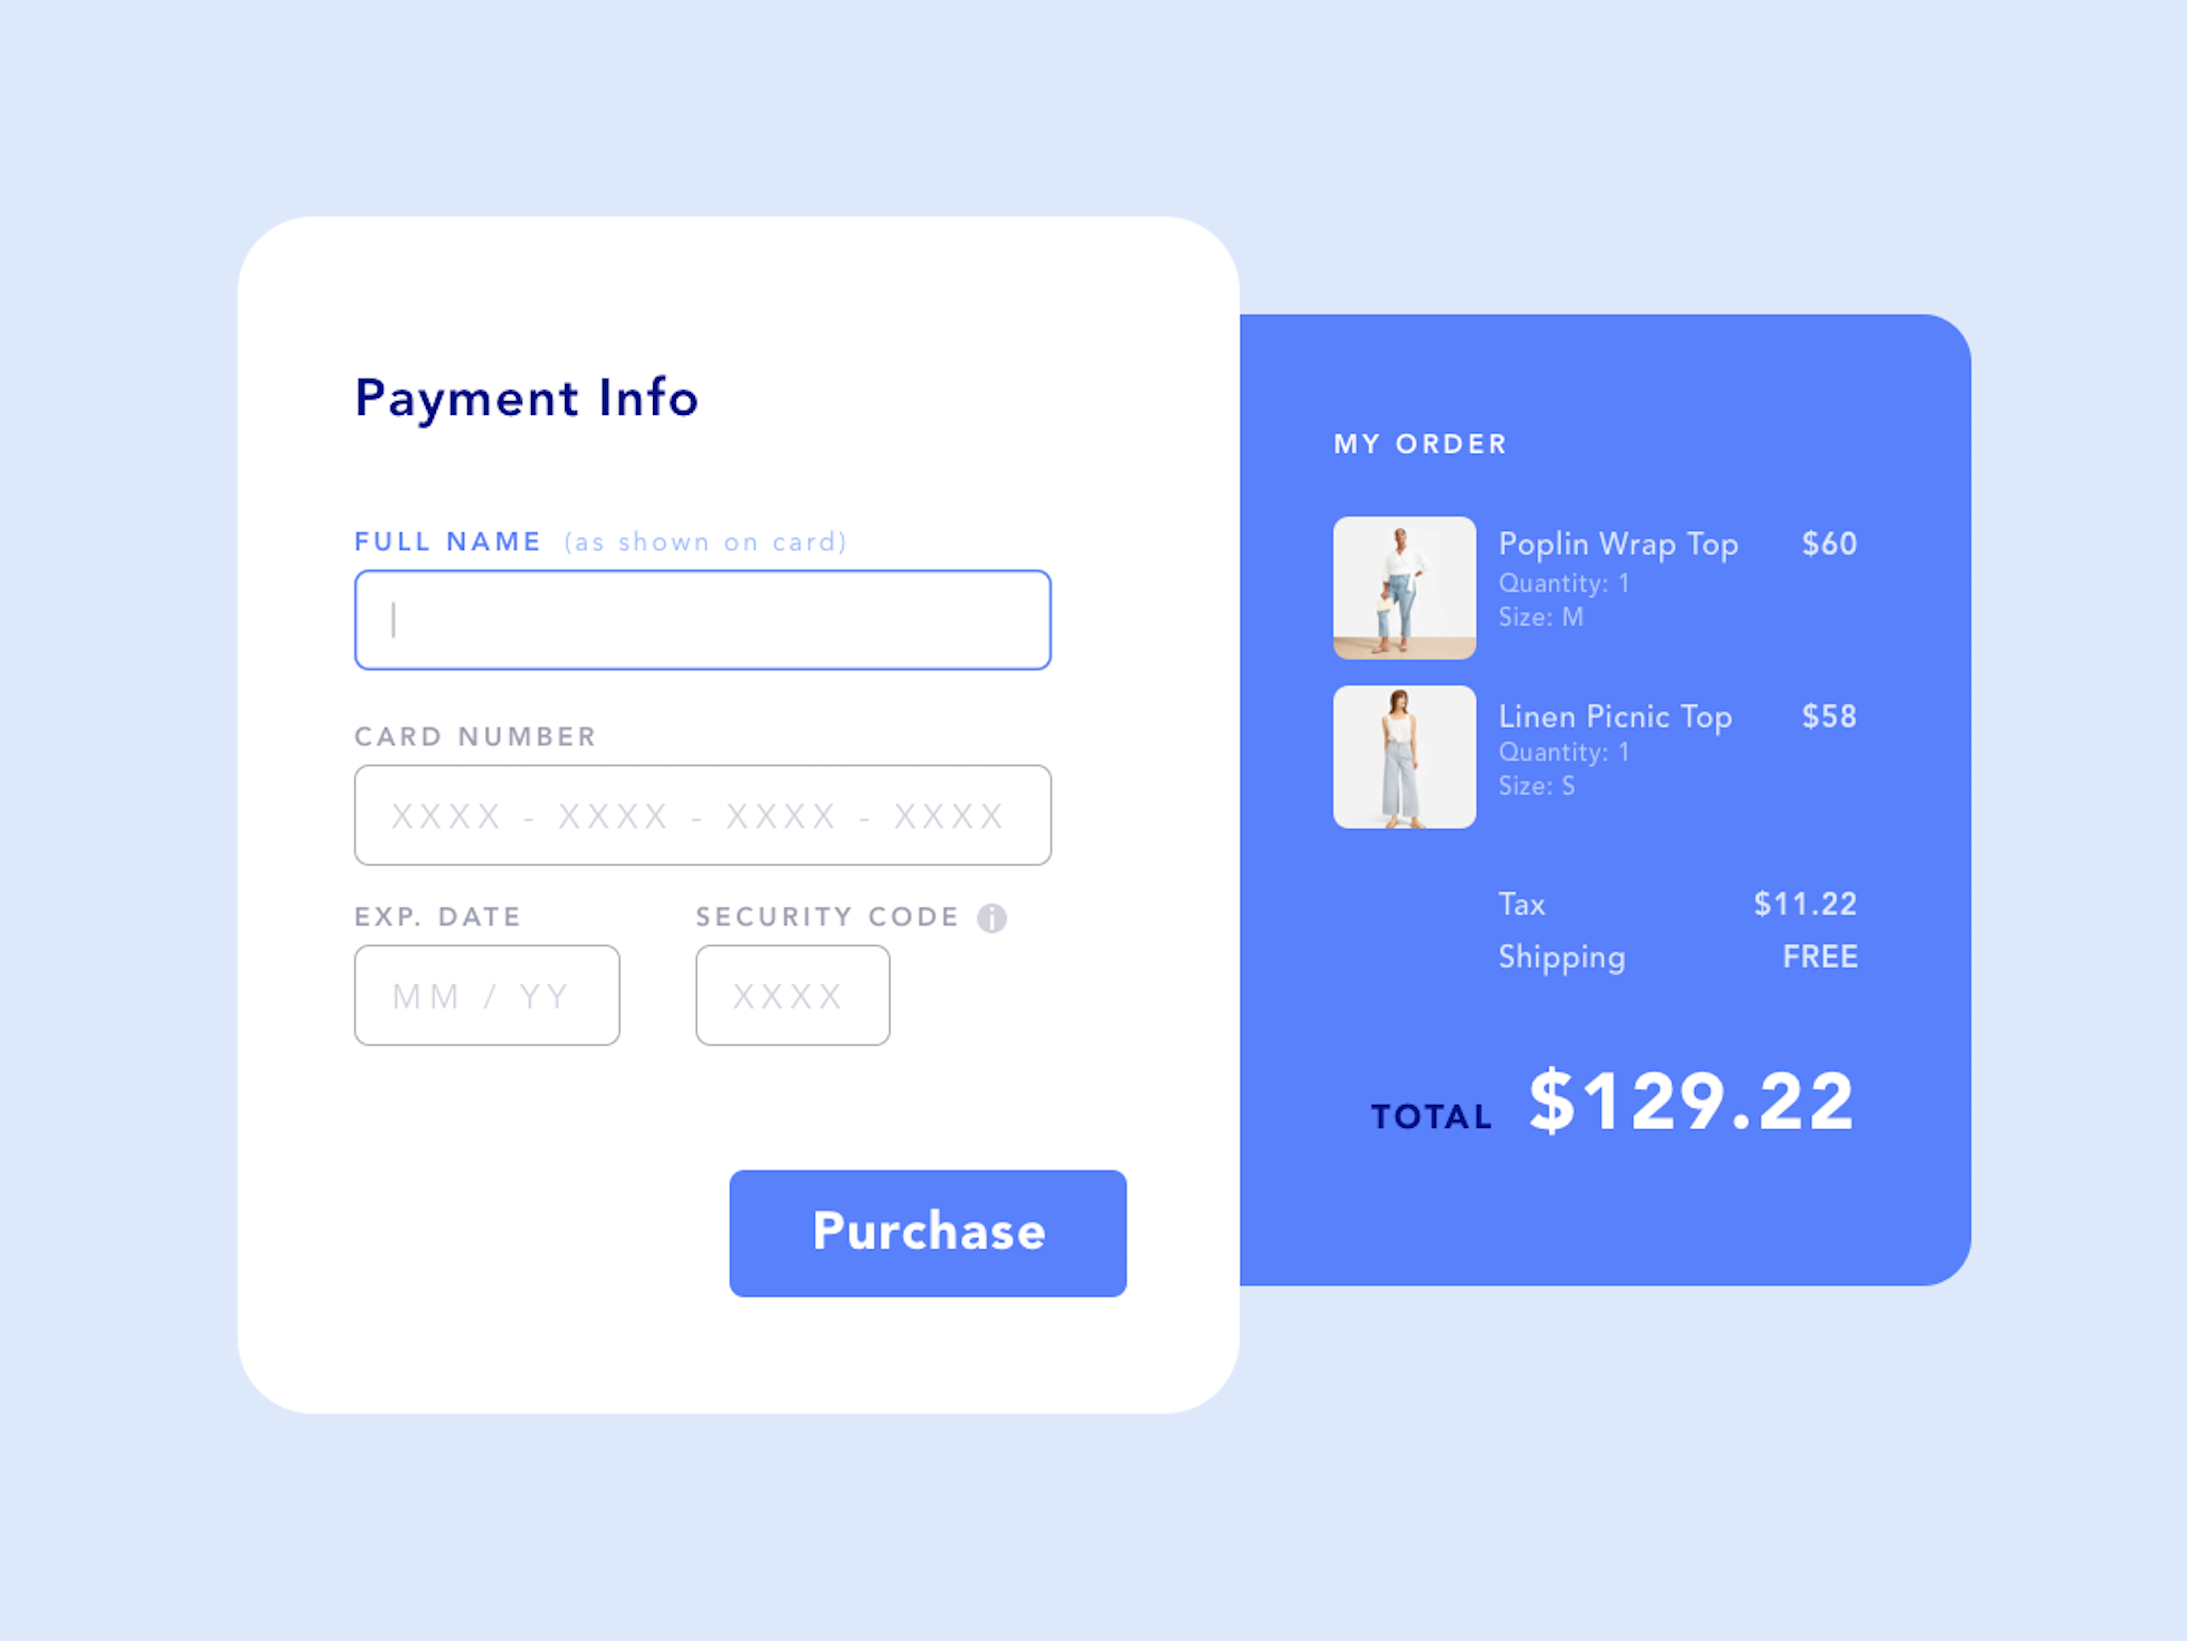 Payment Info
FULL NAME (as shown on card)
CARD NUMBER
XXXX - XXXX - XXXX - XXXX
EXP. DATE
SECURITY CODE i
MM / YY
XXXX
Purchase
MY ORDER
Poplin Wrap Top $60
Quantity: 1
Size: M
Linen Picnic Top $58
Quantity: 1
Size: S
Tax $11.22
Shipping FREE
TOTAL $129.22